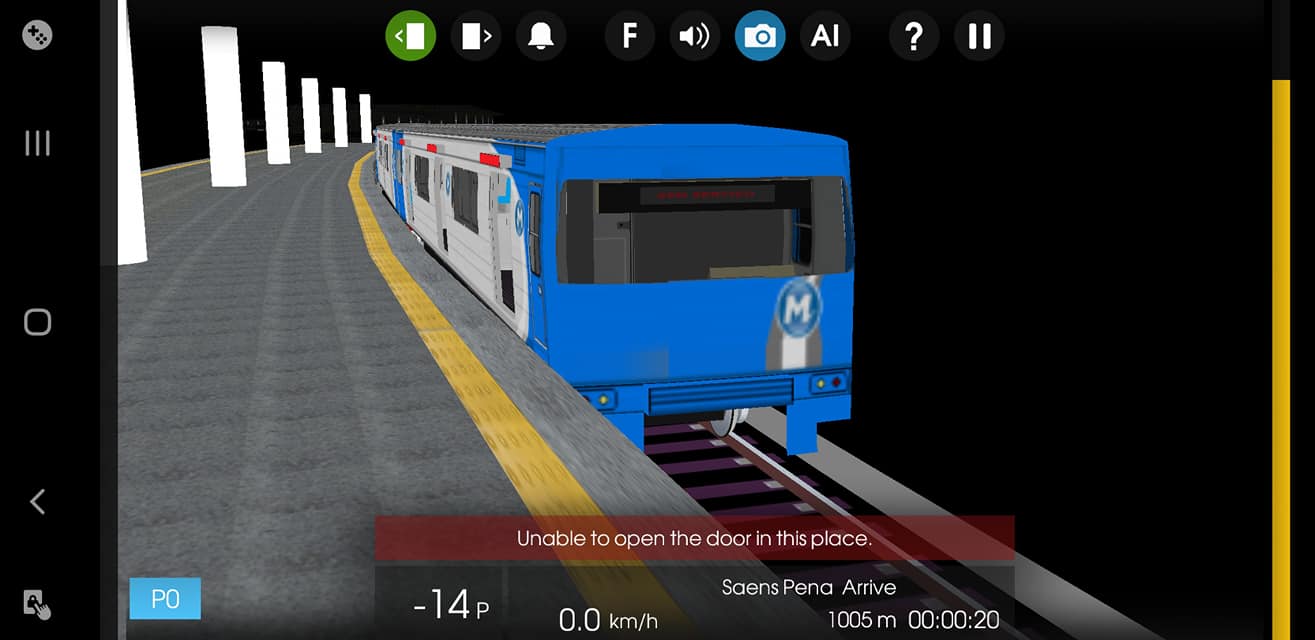 F
AI
?
M
Unable to open the door in this place.
P0
-14 P
0.0 km/h
Saens Pena Arrive
1005 m 00:00:20